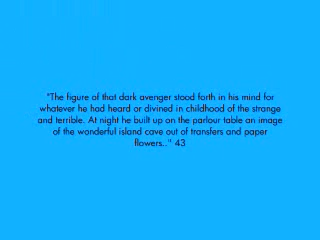 "The figure of that dark avenger stood forth in his mind for
whatever he had heard or divined in childhood of the strange
and terrible. At night he built up on the parlour table an image
of the wonderful island cave out of transfers and paper
flowers.." 43